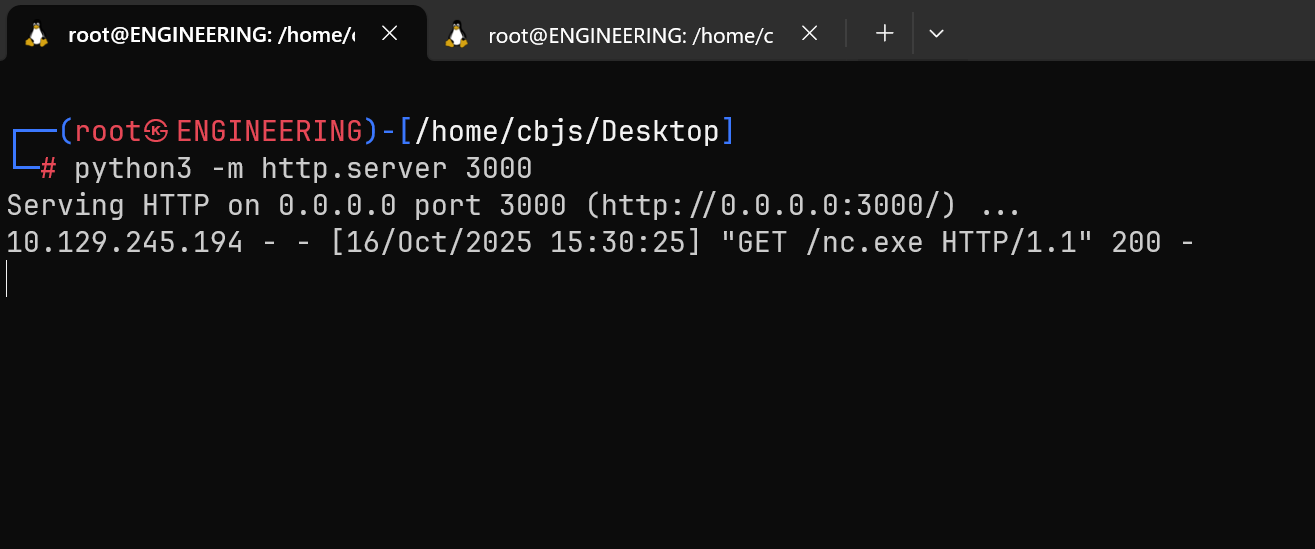 root@ENGINEERING: /home/c
root@ENGINEERING: /home/c
(root㉿ENGINEERING)-[/home/cbjs/Desktop]
# python3 -m http.server 3000
Serving HTTP on 0.0.0.0 port 3000 (http://0.0.0.0:3000/) ...
10.129.245.194 - - [16/Oct/2025 15:30:25] "GET /nc.exe HTTP/1.1" 200 -